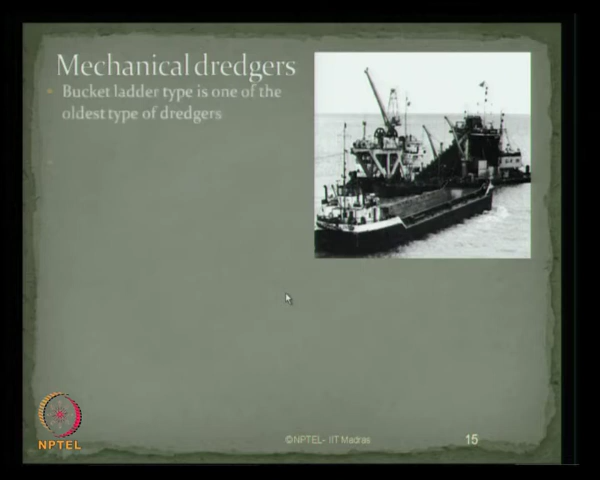 Mechanical dredgers
Bucket ladder type is one of the
oldest type of dredgers
NPTEL
©NPTEL- IIT Madras
15